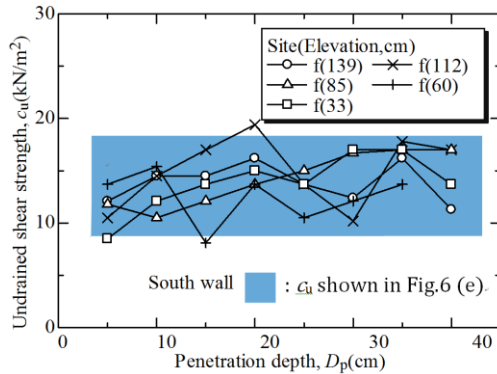 40
30
20
10
0
Undrained shear strength, cu(kN/m²)
Site(Elevation,cm)
f(139) f(112)
f(85) f(60)
f(33)
South wall : cu shown in Fig.6 (e).
0 10 20 30 40
Penetration depth, Dp(cm)